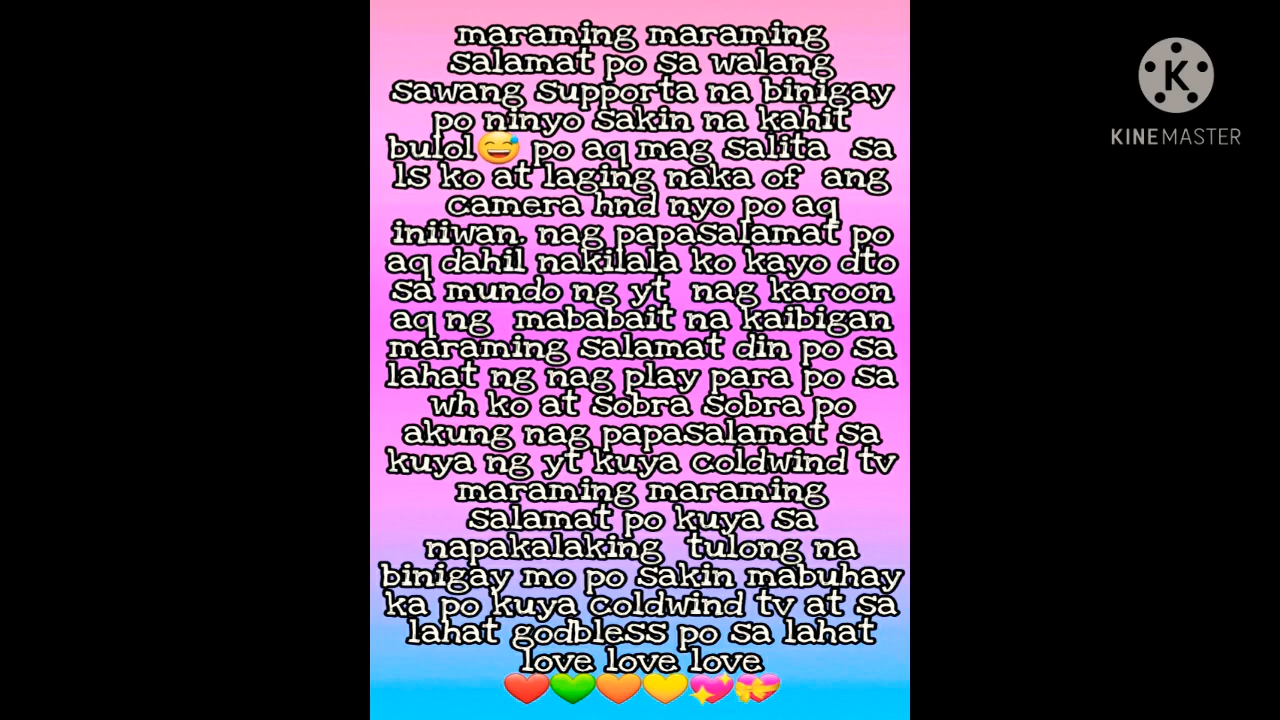 maraming maraming
salamat po sa walang
sawang supporta na binigay
po ninyo sakin na kahit
bulol😅 po aq mag salita sa
ls ko at laging naka of ang
camera hnd nyo po aq
iniiwan. nag papasalamat po
aq dahil nakilala ko kayo dto
sa mundo ng yt nag karoon
aq ng mababait na kaibigan
maraming salamat din po sa
lahat ng nag play para po sa
wh ko at sobra sobra po
akung nag papasalamat sa
kuya ng yt kuya coldwind tv
maraming maraming
salamat po kuya sa
napakalaking tulong na
binigay mo po sakin mabuhay
ka po kuya coldwind tv at sa
lahat godbless po sa lahat
love love love
❤️💚🧡💛💖💝
K
KINEMASTER